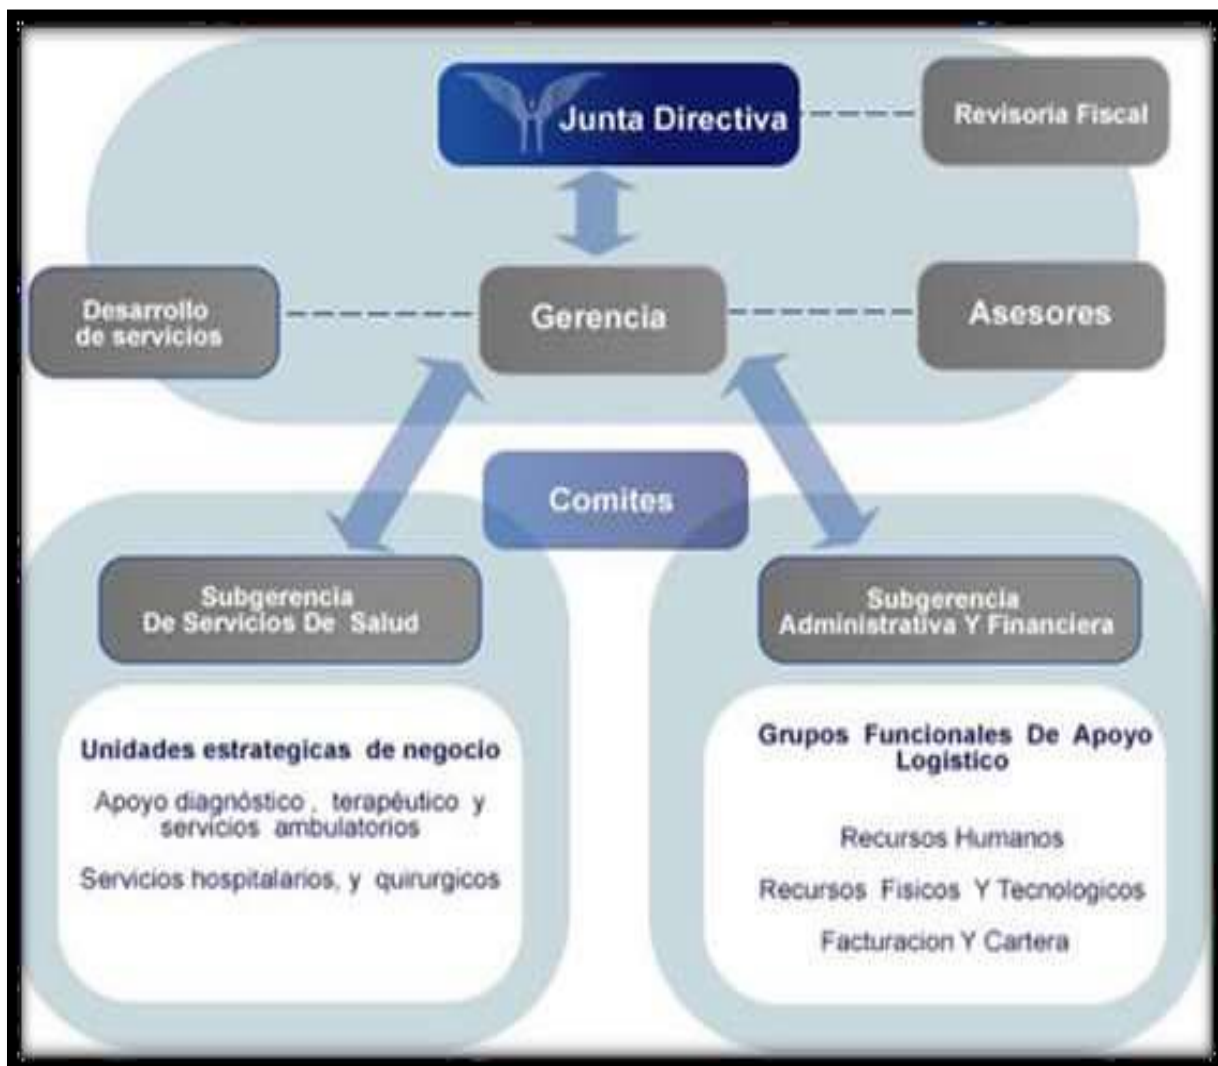 Junta Directiva
Revisoria Fiscal
Desarrollo
de servicios
Gerencia
Asesores
Comites
Subgerencia
De Servicios De Salud
Subgerencia
Administrativa Y Financiera
Unidades estrategicas de negocio
Apoyo diagnóstico , terapéutico y
servicios ambulatorios
Servicios hospitalarios, y quirurgicos
Grupos Funcionales De Apoyo
Logistico
Recursos Humanos
Recursos Fisicos Y Tecnologicos
Facturacion Y Cartera